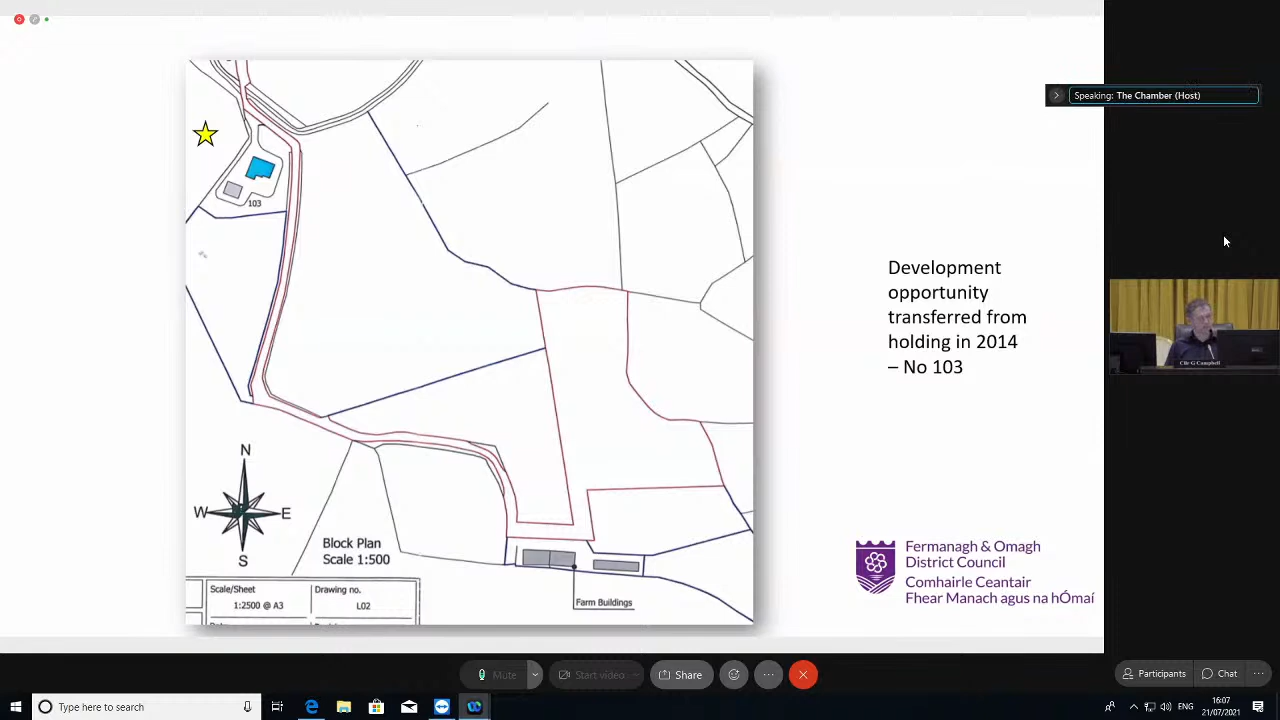 Speaking: The Chamber (Host)
103
Development
opportunity
transferred from
holding in 2014
– No 103
Cllr G Campbell
N
W
E
S
Block Plan
Scale 1:500
Scale/Sheet
1:2500 @ A3
Drawing no.
L02
Farm Buildings
Fermanagh & Omagh
District Council
Comhairle Ceantair
Fhear Manach agus na hÓmaí
Mute
Start video
Share
Participants
Chat
Type here to search
ENG
16:07
21/07/2021